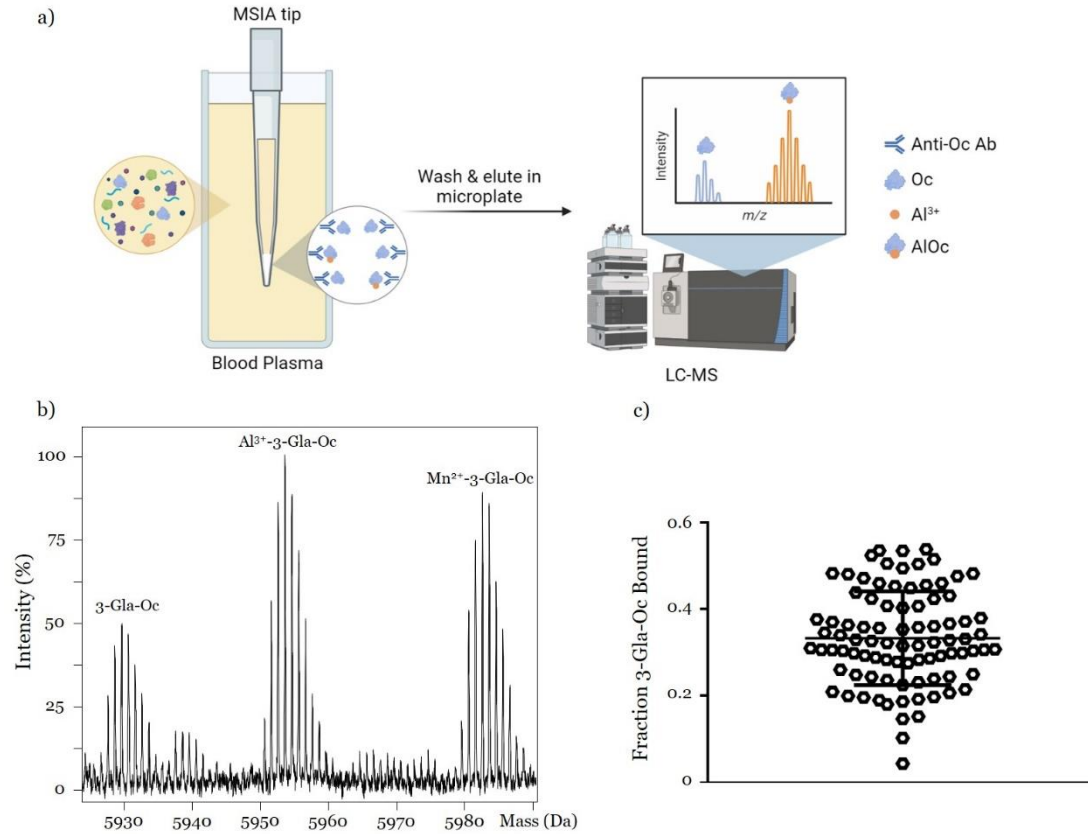 a)
MSIA tip
Blood Plasma
Wash & elute in
microplate
Intensity
m/z
LC-MS
Anti-Oc Ab
Oc
Al³⁺
AlOc
b)
Intensity (%)
100
75
50
25
0
3-Gla-Oc
Al³⁺-3-Gla-Oc
Mn²⁺-3-Gla-Oc
5930 5940 5950 5960 5970 5980 Mass (Da)
c)
Fraction 3-Gla-Oc Bound
0.6
0.4
0.2
0